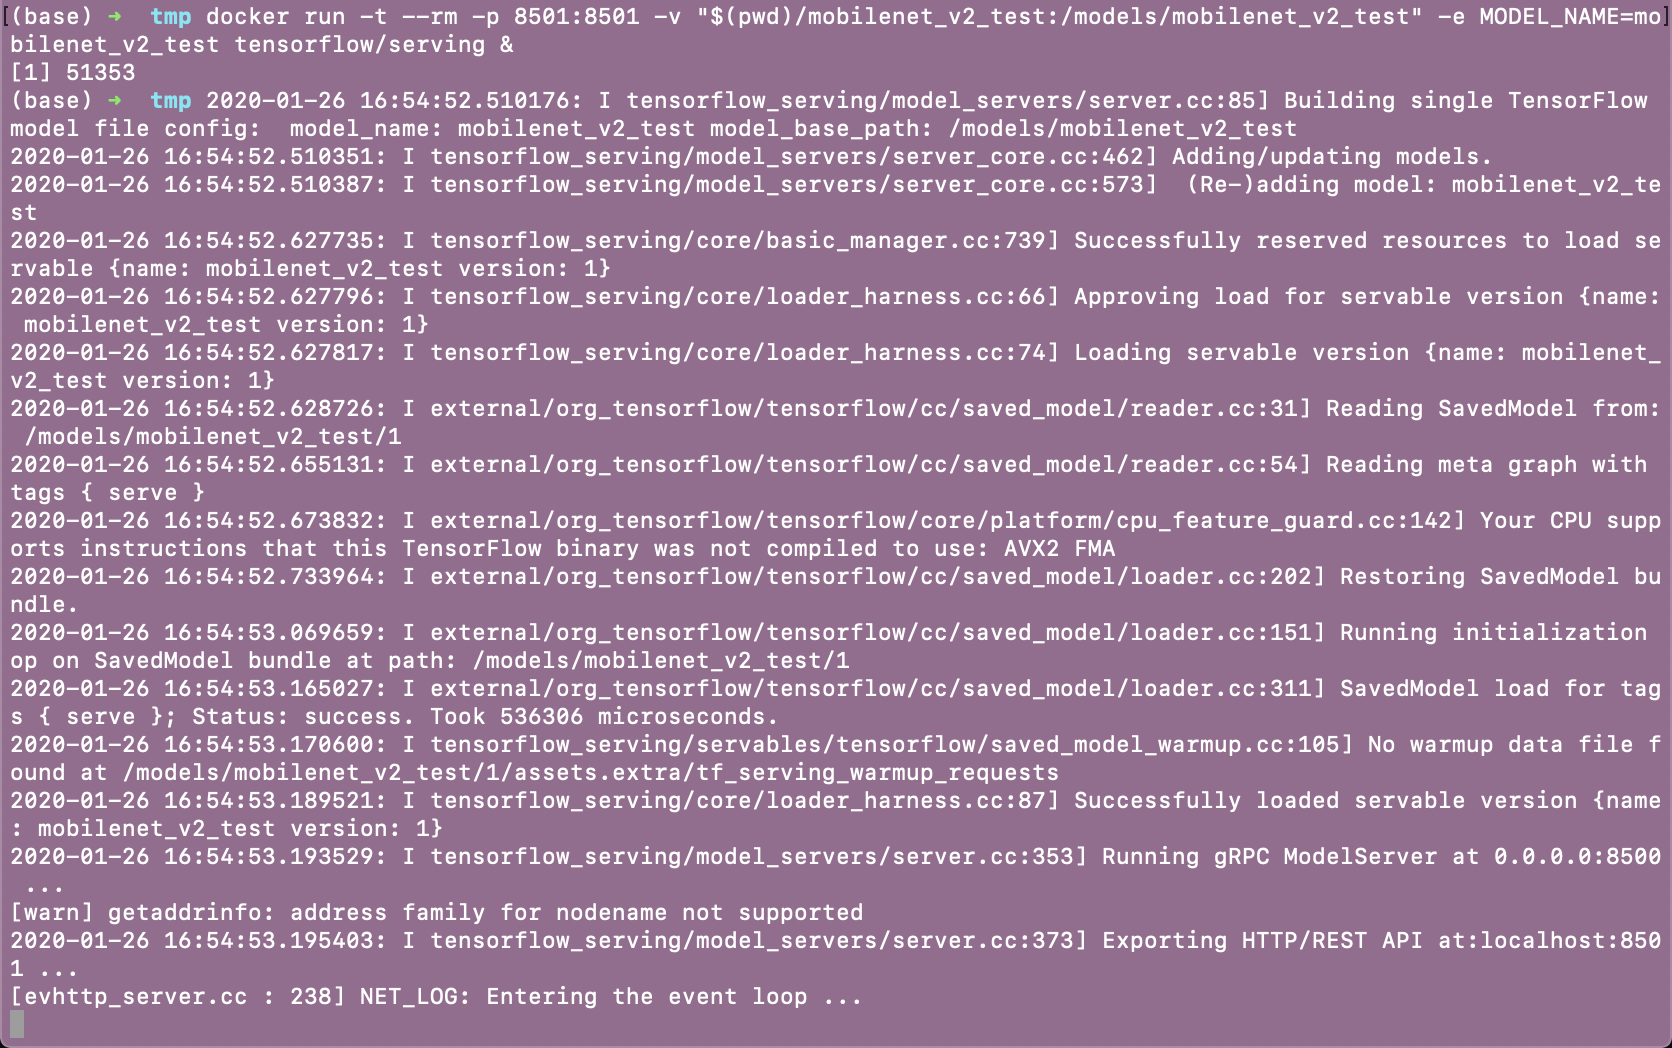 (base) ➜  tmp docker run -t --rm -p 8501:8501 -v "$(pwd)/mobilenet_v2_test:/models/mobilenet_v2_test" -e MODEL_NAME=mo
bilenet_v2_test tensorflow/serving &
[1] 51353
(base) ➜  tmp 2020-01-26 16:54:52.510176: I tensorflow_serving/model_servers/server.cc:85] Building single TensorFlow
model file config:  model_name: mobilenet_v2_test model_base_path: /models/mobilenet_v2_test
2020-01-26 16:54:52.510351: I tensorflow_serving/model_servers/server_core.cc:462] Adding/updating models.
2020-01-26 16:54:52.510387: I tensorflow_serving/model_servers/server_core.cc:573]  (Re-)adding model: mobilenet_v2_te
st
2020-01-26 16:54:52.627735: I tensorflow_serving/core/basic_manager.cc:739] Successfully reserved resources to load se
rvable {name: mobilenet_v2_test version: 1}
2020-01-26 16:54:52.627796: I tensorflow_serving/core/loader_harness.cc:66] Approving load for servable version {name:
 mobilenet_v2_test version: 1}
2020-01-26 16:54:52.627817: I tensorflow_serving/core/loader_harness.cc:74] Loading servable version {name: mobilenet_
v2_test version: 1}
2020-01-26 16:54:52.628726: I external/org_tensorflow/tensorflow/cc/saved_model/reader.cc:31] Reading SavedModel from:
 /models/mobilenet_v2_test/1
2020-01-26 16:54:52.655131: I external/org_tensorflow/tensorflow/cc/saved_model/reader.cc:54] Reading meta graph with
tags { serve }
2020-01-26 16:54:52.673832: I external/org_tensorflow/tensorflow/core/platform/cpu_feature_guard.cc:142] Your CPU supp
orts instructions that this TensorFlow binary was not compiled to use: AVX2 FMA
2020-01-26 16:54:52.733964: I external/org_tensorflow/tensorflow/cc/saved_model/loader.cc:202] Restoring SavedModel bu
ndle.
2020-01-26 16:54:53.069659: I external/org_tensorflow/tensorflow/cc/saved_model/loader.cc:151] Running initialization
op on SavedModel bundle at path: /models/mobilenet_v2_test/1
2020-01-26 16:54:53.165027: I external/org_tensorflow/tensorflow/cc/saved_model/loader.cc:311] SavedModel load for tag
s { serve }; Status: success. Took 536306 microseconds.
2020-01-26 16:54:53.170600: I tensorflow_serving/servables/tensorflow/saved_model_warmup.cc:105] No warmup data file f
ound at /models/mobilenet_v2_test/1/assets.extra/tf_serving_warmup_requests
2020-01-26 16:54:53.189521: I tensorflow_serving/core/loader_harness.cc:87] Successfully loaded servable version {name
: mobilenet_v2_test version: 1}
2020-01-26 16:54:53.193529: I tensorflow_serving/model_servers/server.cc:353] Running gRPC ModelServer at 0.0.0.0:8500
 ...
[warn] getaddrinfo: address family for nodename not supported
2020-01-26 16:54:53.195403: I tensorflow_serving/model_servers/server.cc:373] Exporting HTTP/REST API at:localhost:850
1 ...
[evhttp_server.cc : 238] NET_LOG: Entering the event loop ...